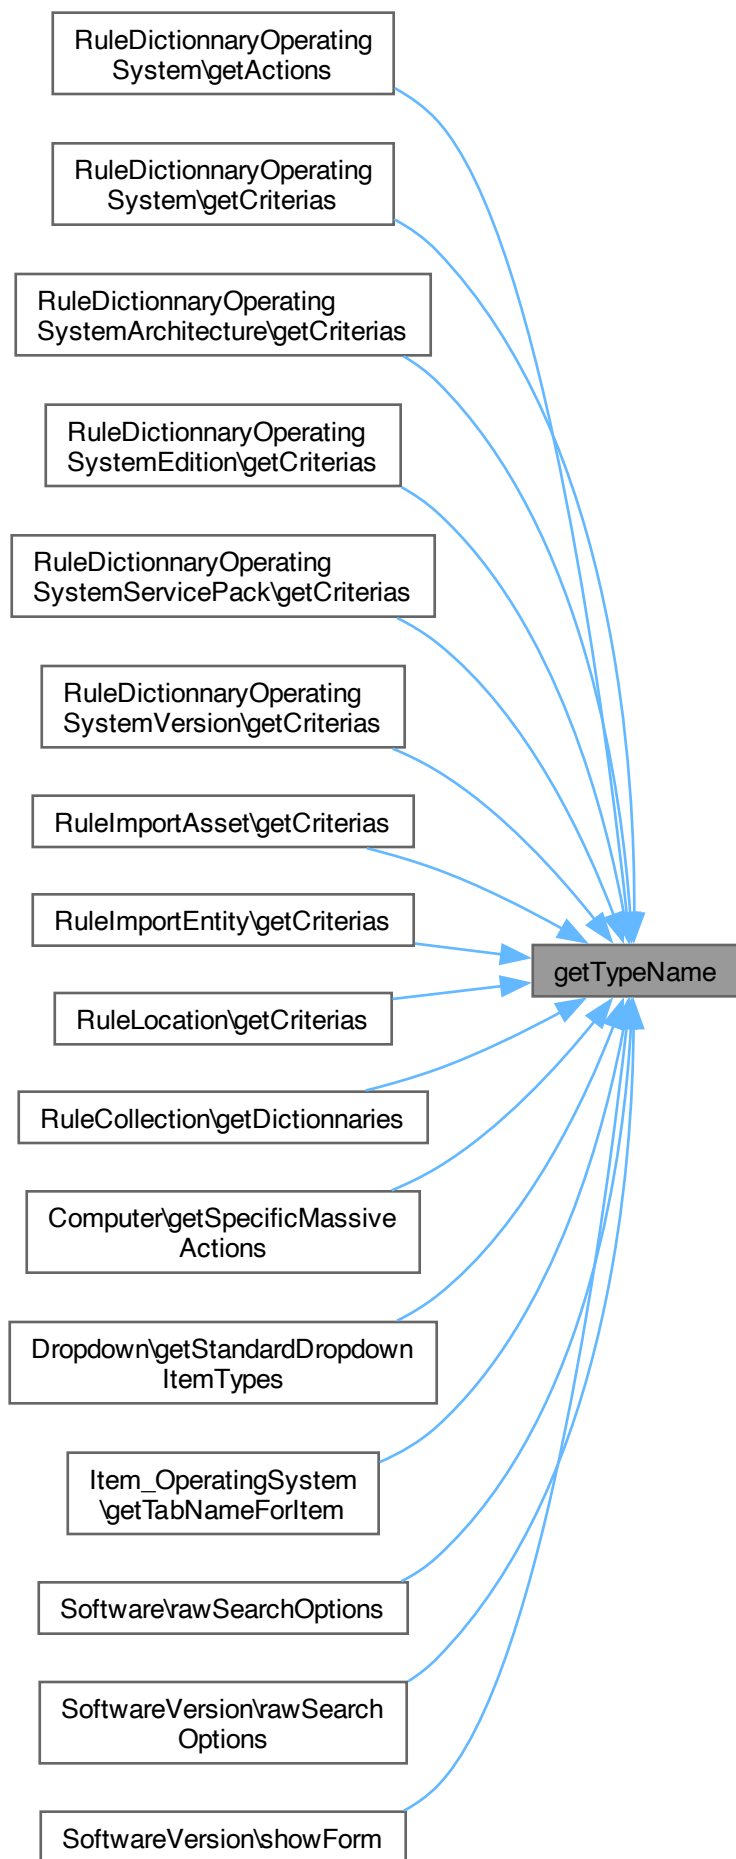 RuleDictionnaryOperating
System\getActions
RuleDictionnaryOperating
System\getCriterias
RuleDictionnaryOperating
SystemArchitecture\getCriterias
RuleDictionnaryOperating
SystemEdition\getCriterias
RuleDictionnaryOperating
SystemServicePack\getCriterias
RuleDictionnaryOperating
SystemVersion\getCriterias
RuleImportAsset\getCriterias
RuleImportEntity\getCriterias
getTypeName
RuleLocation\getCriterias
RuleCollection\getDictionnaries
Computer\getSpecificMassive
Actions
Dropdown\getStandardDropdown
ItemTypes
Item_OperatingSystem
\getTabNameForItem
Software\rawSearchOptions
SoftwareVersion\rawSearch
Options
SoftwareVersion\showForm